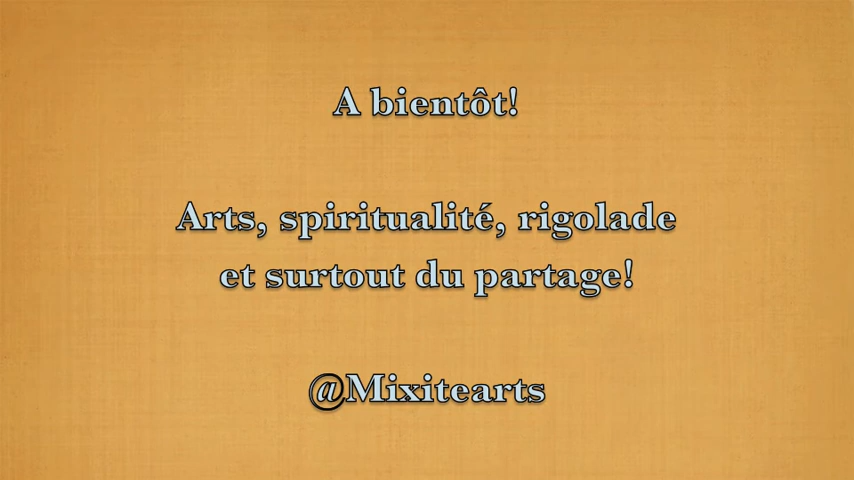 A bientôt!
Arts, spiritualité, rigolade
et surtout du partage!
@Mixitearts